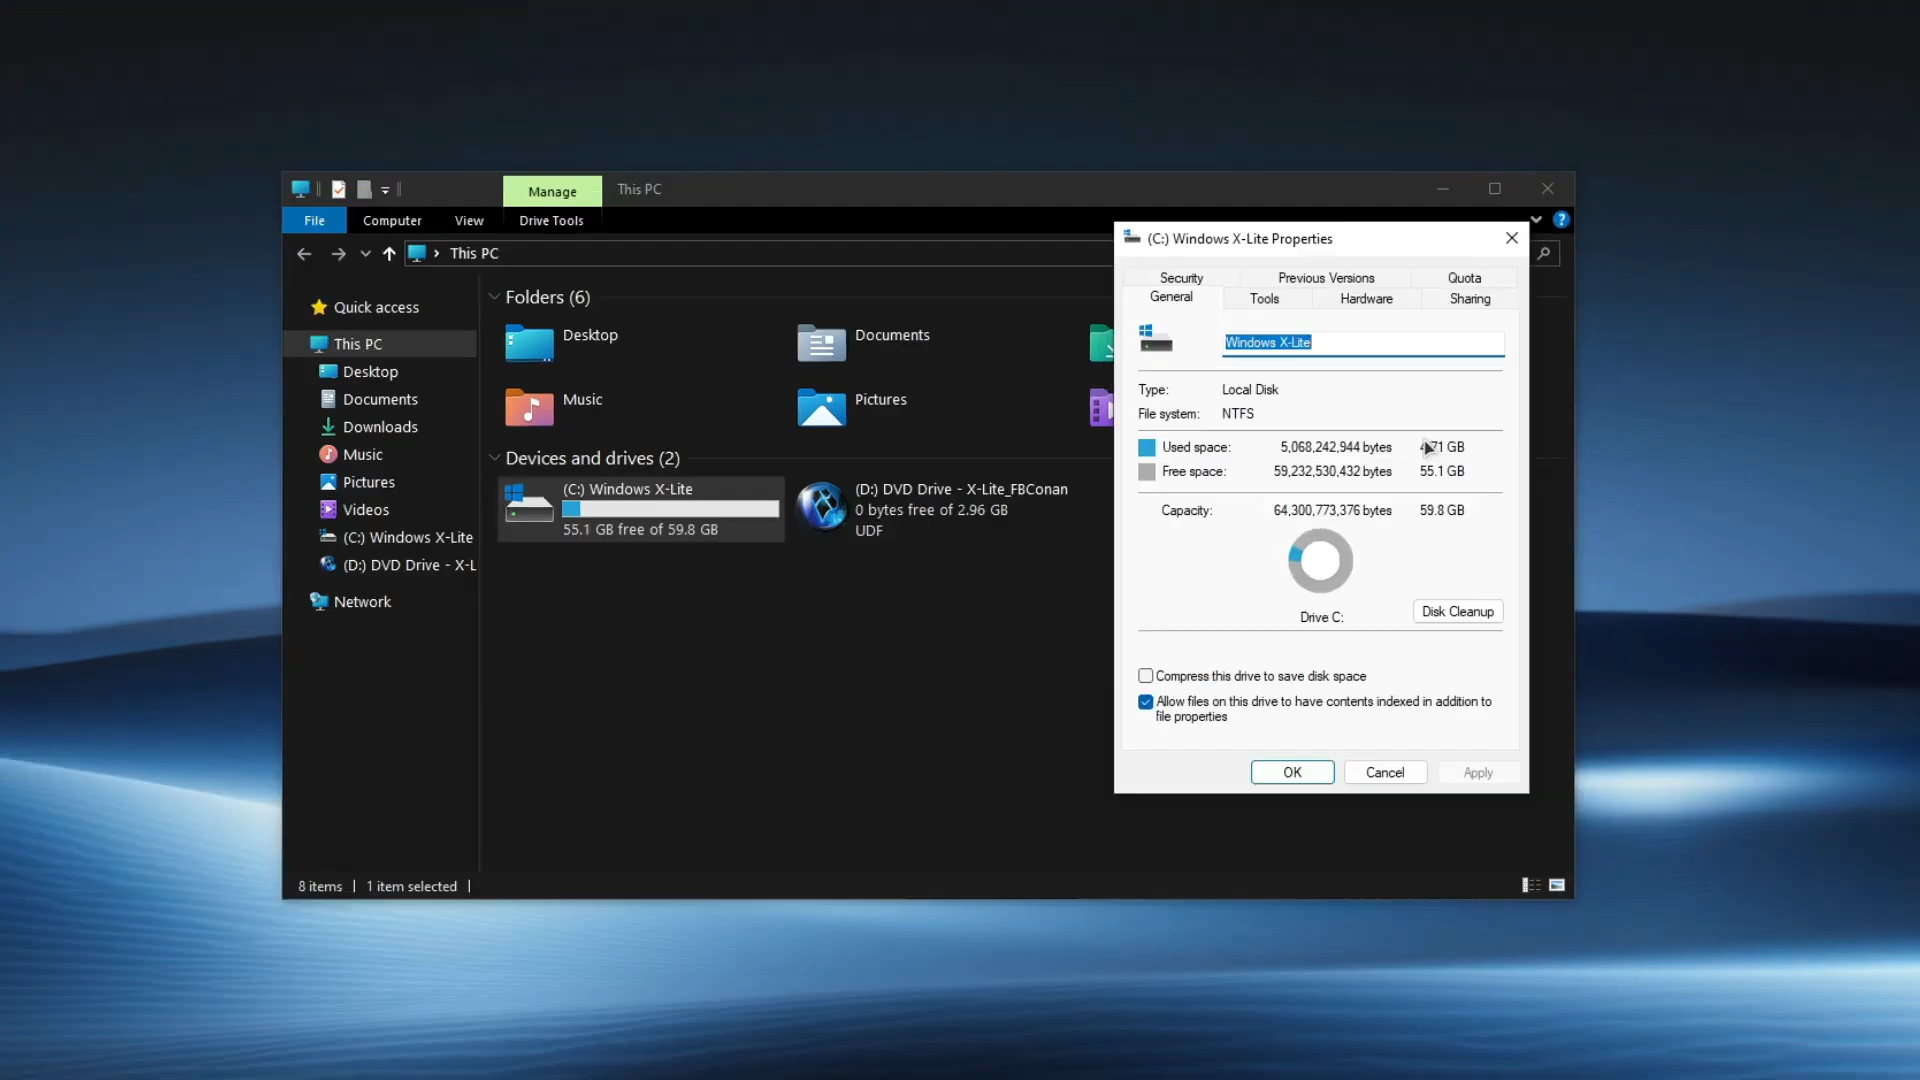 Manage
This PC
File
Computer
View
Drive Tools
This PC
Quick access
This PC
Desktop
Documents
Downloads
Music
Pictures
Videos
(C:) Windows X-Lite
(D:) DVD Drive - X-L
Network
Folders (6)
Desktop
Documents
Music
Pictures
Devices and drives (2)
(C:) Windows X-Lite
55.1 GB free of 59.8 GB
(D:) DVD Drive - X-Lite_FBConan
0 bytes free of 2.96 GB
UDF
8 items
1 item selected
(C:) Windows X-Lite Properties
Security
Previous Versions
Quota
General
Tools
Hardware
Sharing
Windows X-Lite
Type: Local Disk
File system: NTFS
Used space: 5,068,242,944 bytes GB
Free space: 59,232,530,432 bytes 55.1 GB
Capacity: 64,300,773,376 bytes 59.8 GB
Drive C:
Disk Cleanup
Compress this drive to save disk space
Allow files on this drive to have contents indexed in addition to
file properties
OK
Cancel
Apply